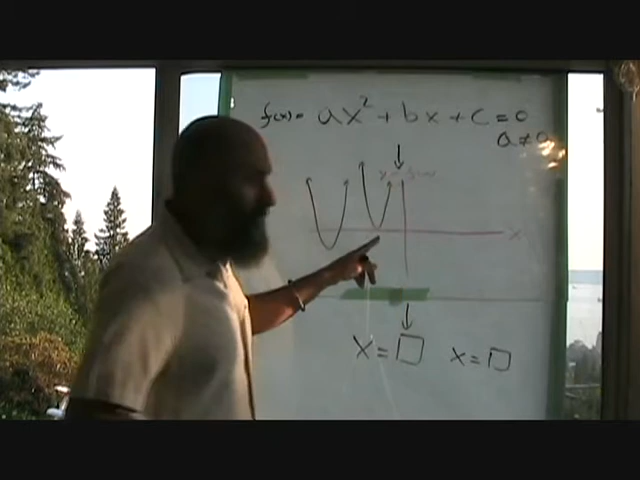 f(x) = ax² + bx + c = 0
a ≠ 0
x
x = □ x = □